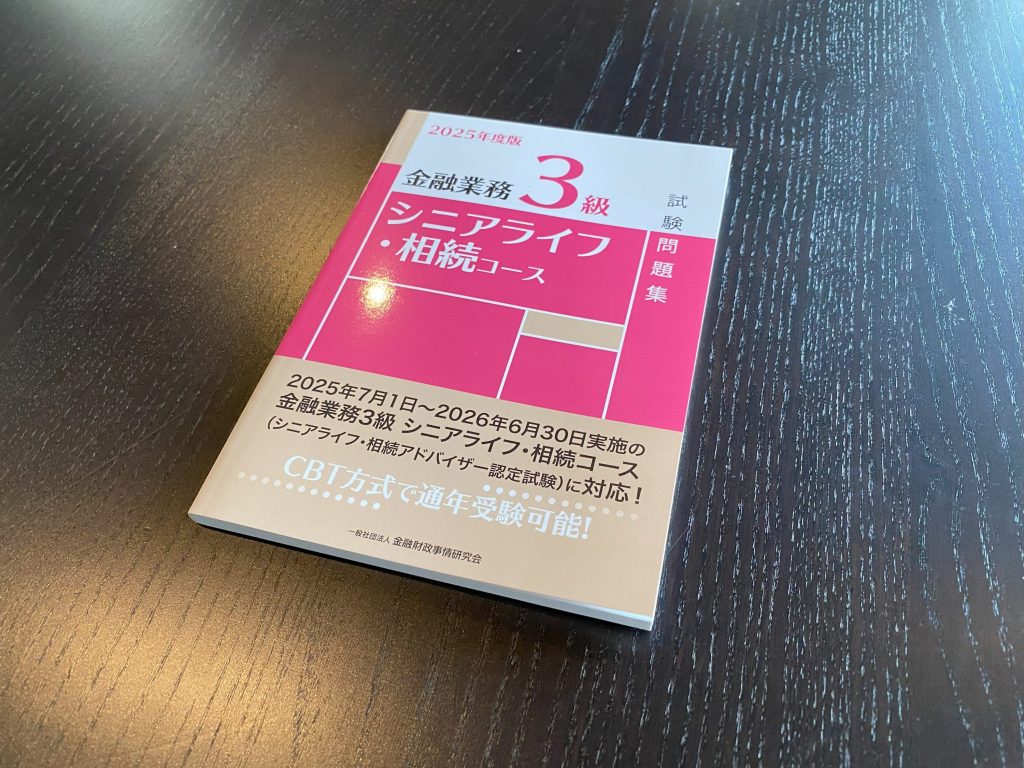 2025年度版
金融業務3級
シニアライフ
・相続コース
試験問題集
2025年7月1日~2026年6月30日実施の
金融業務3級 シニアライフ・相続コース
(シニアライフ・相続アドバイザー認定試験)に対応!
CBT方式で通年受験可能!
一般社団法人 金融財政事情研究会